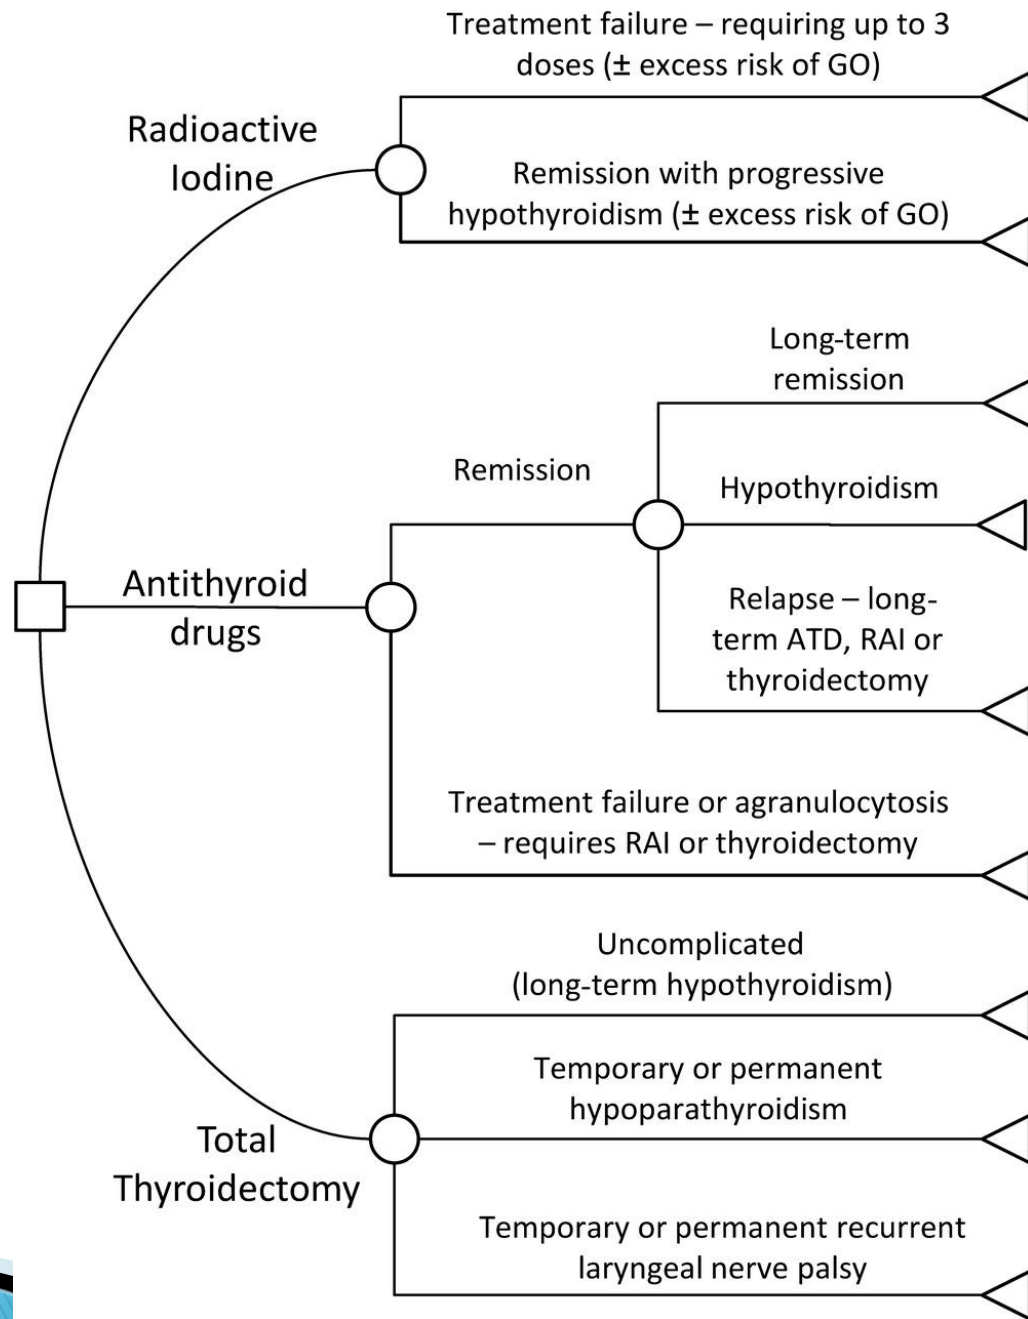 Treatment failure – requiring up to 3
doses (± excess risk of GO)
Radioactive
Iodine
Remission with progressive
hypothyroidism (± excess risk of GO)
Long-term
remission
Remission
Hypothyroidism
Antithyroid
drugs
Relapse – long-
term ATD, RAI or
thyroidectomy
Treatment failure or agranulocytosis
– requires RAI or thyroidectomy
Uncomplicated
(long-term hypothyroidism)
Temporary or permanent
hypoparathyroidism
Total
Thyroidectomy
Temporary or permanent recurrent
laryngeal nerve palsy